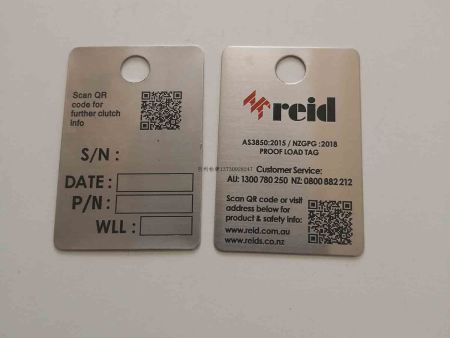 Scan QR
code for
further clutch
info
S/N :
DATE :
P/N :
WLL :
reid
AS3850:2015 / NZGPG :2018
PROOF LOAD TAG
Customer Service:
AU: 1300 780 250 NZ: 0800 882 212
Scan QR code or visit
address below for
product & safety info:
www.reid.com.au
www.reids.co.nz